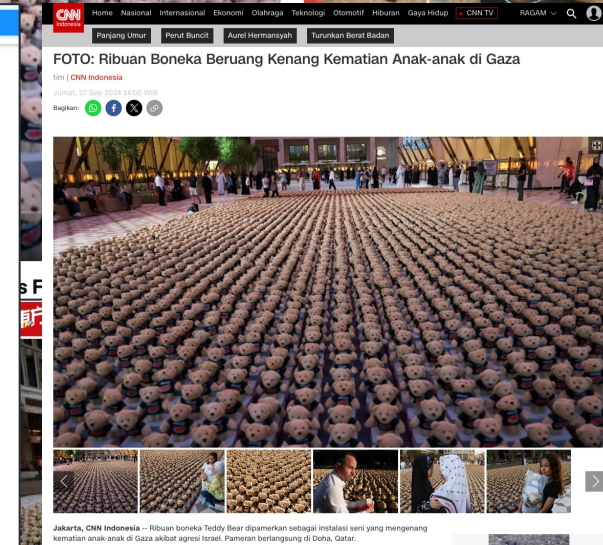 CNN
Indonesia
Home Nasional Internasional Ekonomi Olahraga Teknologi Otomotif Hiburan Gaya Hidup CNN TV RAGAM
Panjang Umur Perut Buncit Aurel Hermansyah Turunkan Berat Badan
FOTO: Ribuan Boneka Beruang Kenang Kematian Anak-anak di Gaza
tim | CNN Indonesia
Jumat, 27 Sep 2024 14:00 WIB
Bagikan:
s F
Jakarta, CNN Indonesia -- Ribuan boneka Teddy Bear dipamerkan sebagai instalasi seni yang mengenang
kematian anak-anak di Gaza akibat agresi Israel. Pameran berlangsung di Doha, Qatar.